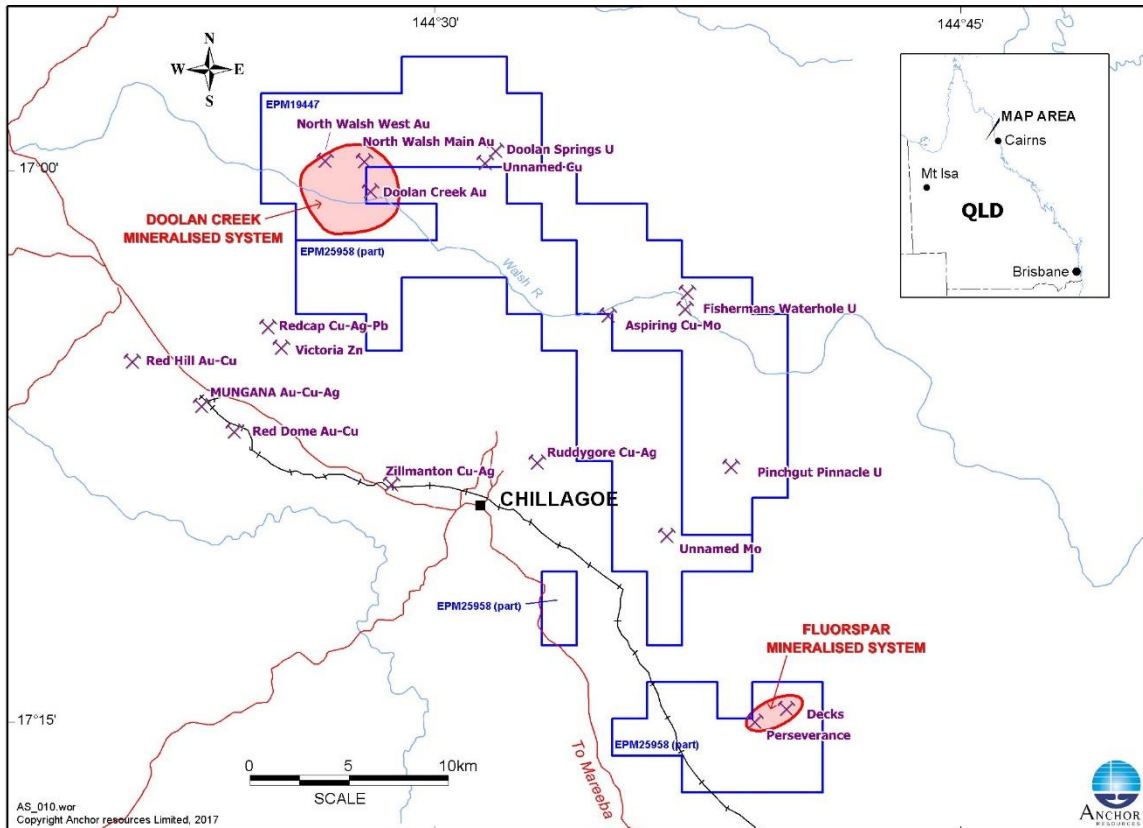 144°30'
144°45'
N
W E
S
EPM19447
North Walsh West Au
North Walsh Main Au
Doolan Springs U
Unnamed Cu
17°00'
Doolan Creek Au
DOOLAN CREEK
MINERALISED SYSTEM
EPM25958 (part)
Walsh R
MAP AREA
Cairns
Mt Isa
QLD
Brisbane
Fishermans Waterhole U
Aspiring Cu-Mo
Redcap Cu-Ag-Pb
Victoria Zn
Red Hill Au-Cu
MUNGANA Au-Cu-Ag
Red Dome Au-Cu
Ruddygore Cu-Ag
Zillmanton Cu-Ag
Pinchgut Pinnacle U
CHILLAGOE
Unnamed Mo
EPM25958 (part)
FLUORSPAR
MINERALISED SYSTEM
17°15'
Decks
Perseverance
EPM25958 (part)
To Mareeba
0 5 10km
SCALE
AS_010.wor
Copyright Anchor resources Limited, 2017
ANCHOR
RESOURCES